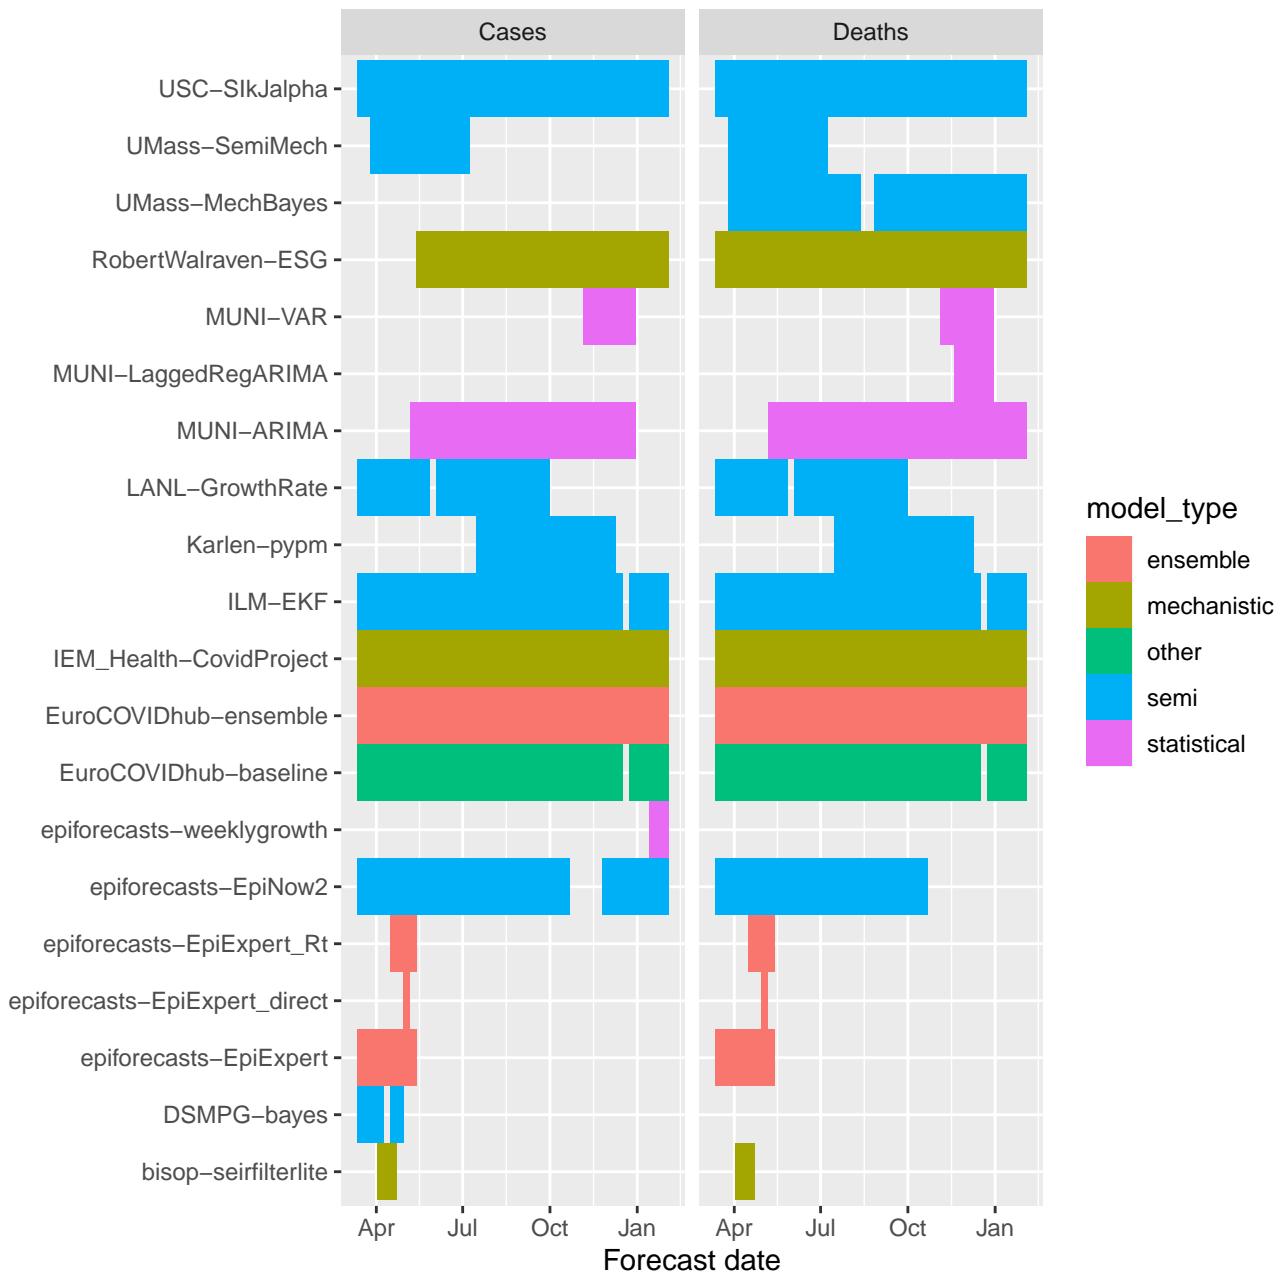 Cases
Deaths
USC−SIkJalpha
UMass−SemiMech
UMass−MechBayes
RobertWalraven−ESG
MUNI−VAR
MUNI−LaggedRegARIMA
MUNI−ARIMA
LANL−GrowthRate
Karlen−pypm
ILM−EKF
IEM_Health−CovidProject
EuroCOVIDhub−ensemble
EuroCOVIDhub−baseline
epiforecasts−weeklygrowth
epiforecasts−EpiNow2
epiforecasts−EpiExpert_Rt
epiforecasts−EpiExpert_direct
epiforecasts−EpiExpert
DSMPG−bayes
bisop−seirfilterlite
Apr Jul Oct Jan
Apr Jul Oct Jan
Forecast date
model_type
ensemble
mechanistic
other
semi
statistical